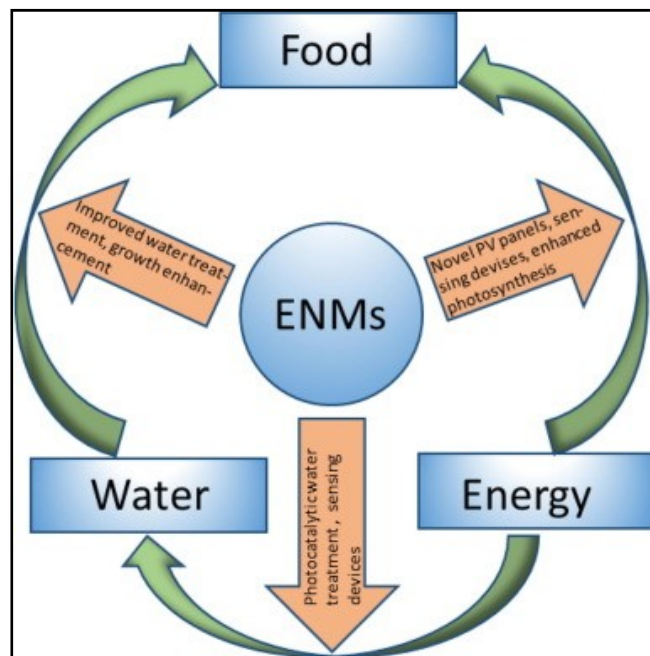 Food
Improved water treat-
ment, growth enhan-
cement
Novel PV panels, sen-
sing devises, enhanced
photosynthesis
ENMs
Water
Energy
Photocatalytic water
treatment , sensing
devices